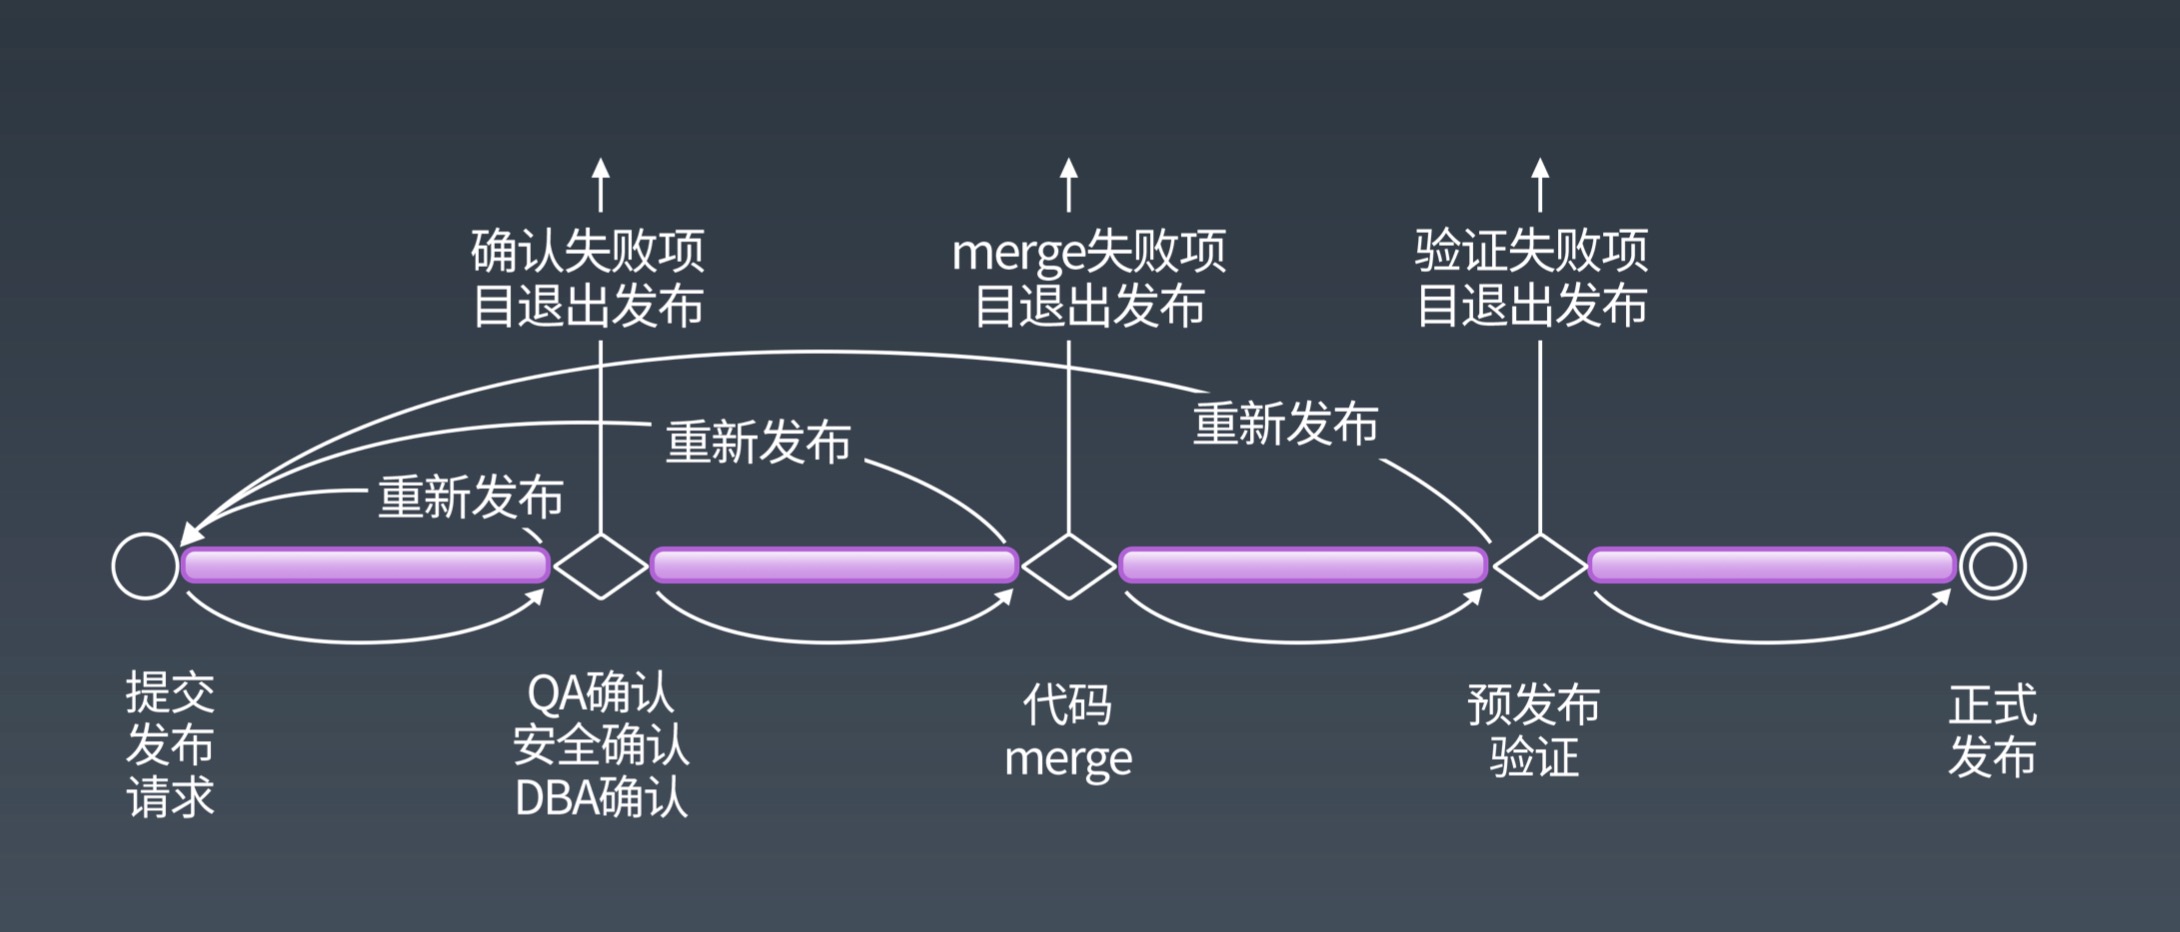 确认失败项
目退出发布
merge失败项
目退出发布
验证失败项
目退出发布
重新发布
重新发布
重新发布
提交
发布
请求
QA确认
安全确认
DBA确认
代码
merge
预发布
验证
正式
发布